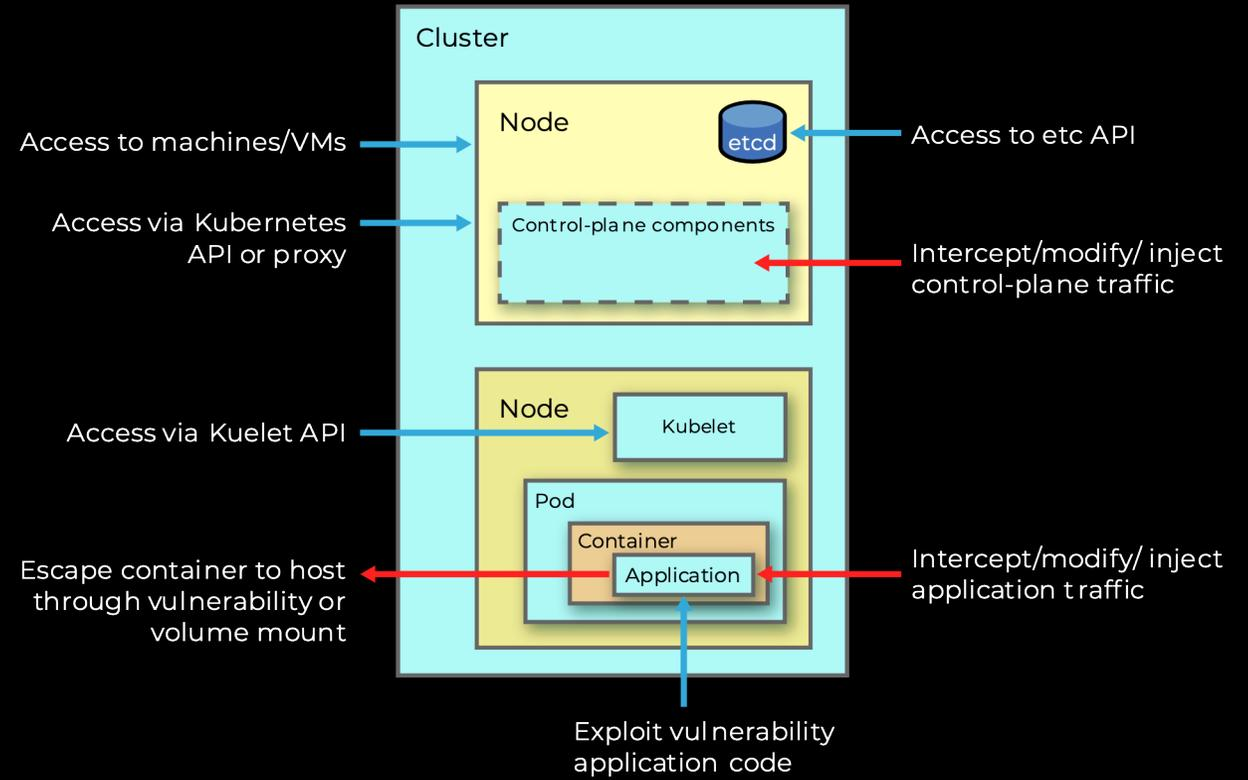 Cluster
Node
etcd
Access to machines/VMs
Access to etc API
Access via Kubernetes
API or proxy
Control-plane components
Intercept/modify/ inject
control-plane traffic
Node
Access via Kuelet API
Kubelet
Pod
Container
Application
Escape container to host
through vulnerability or
volume mount
Intercept/modify/ inject
application traffic
Exploit vulnerability
application code